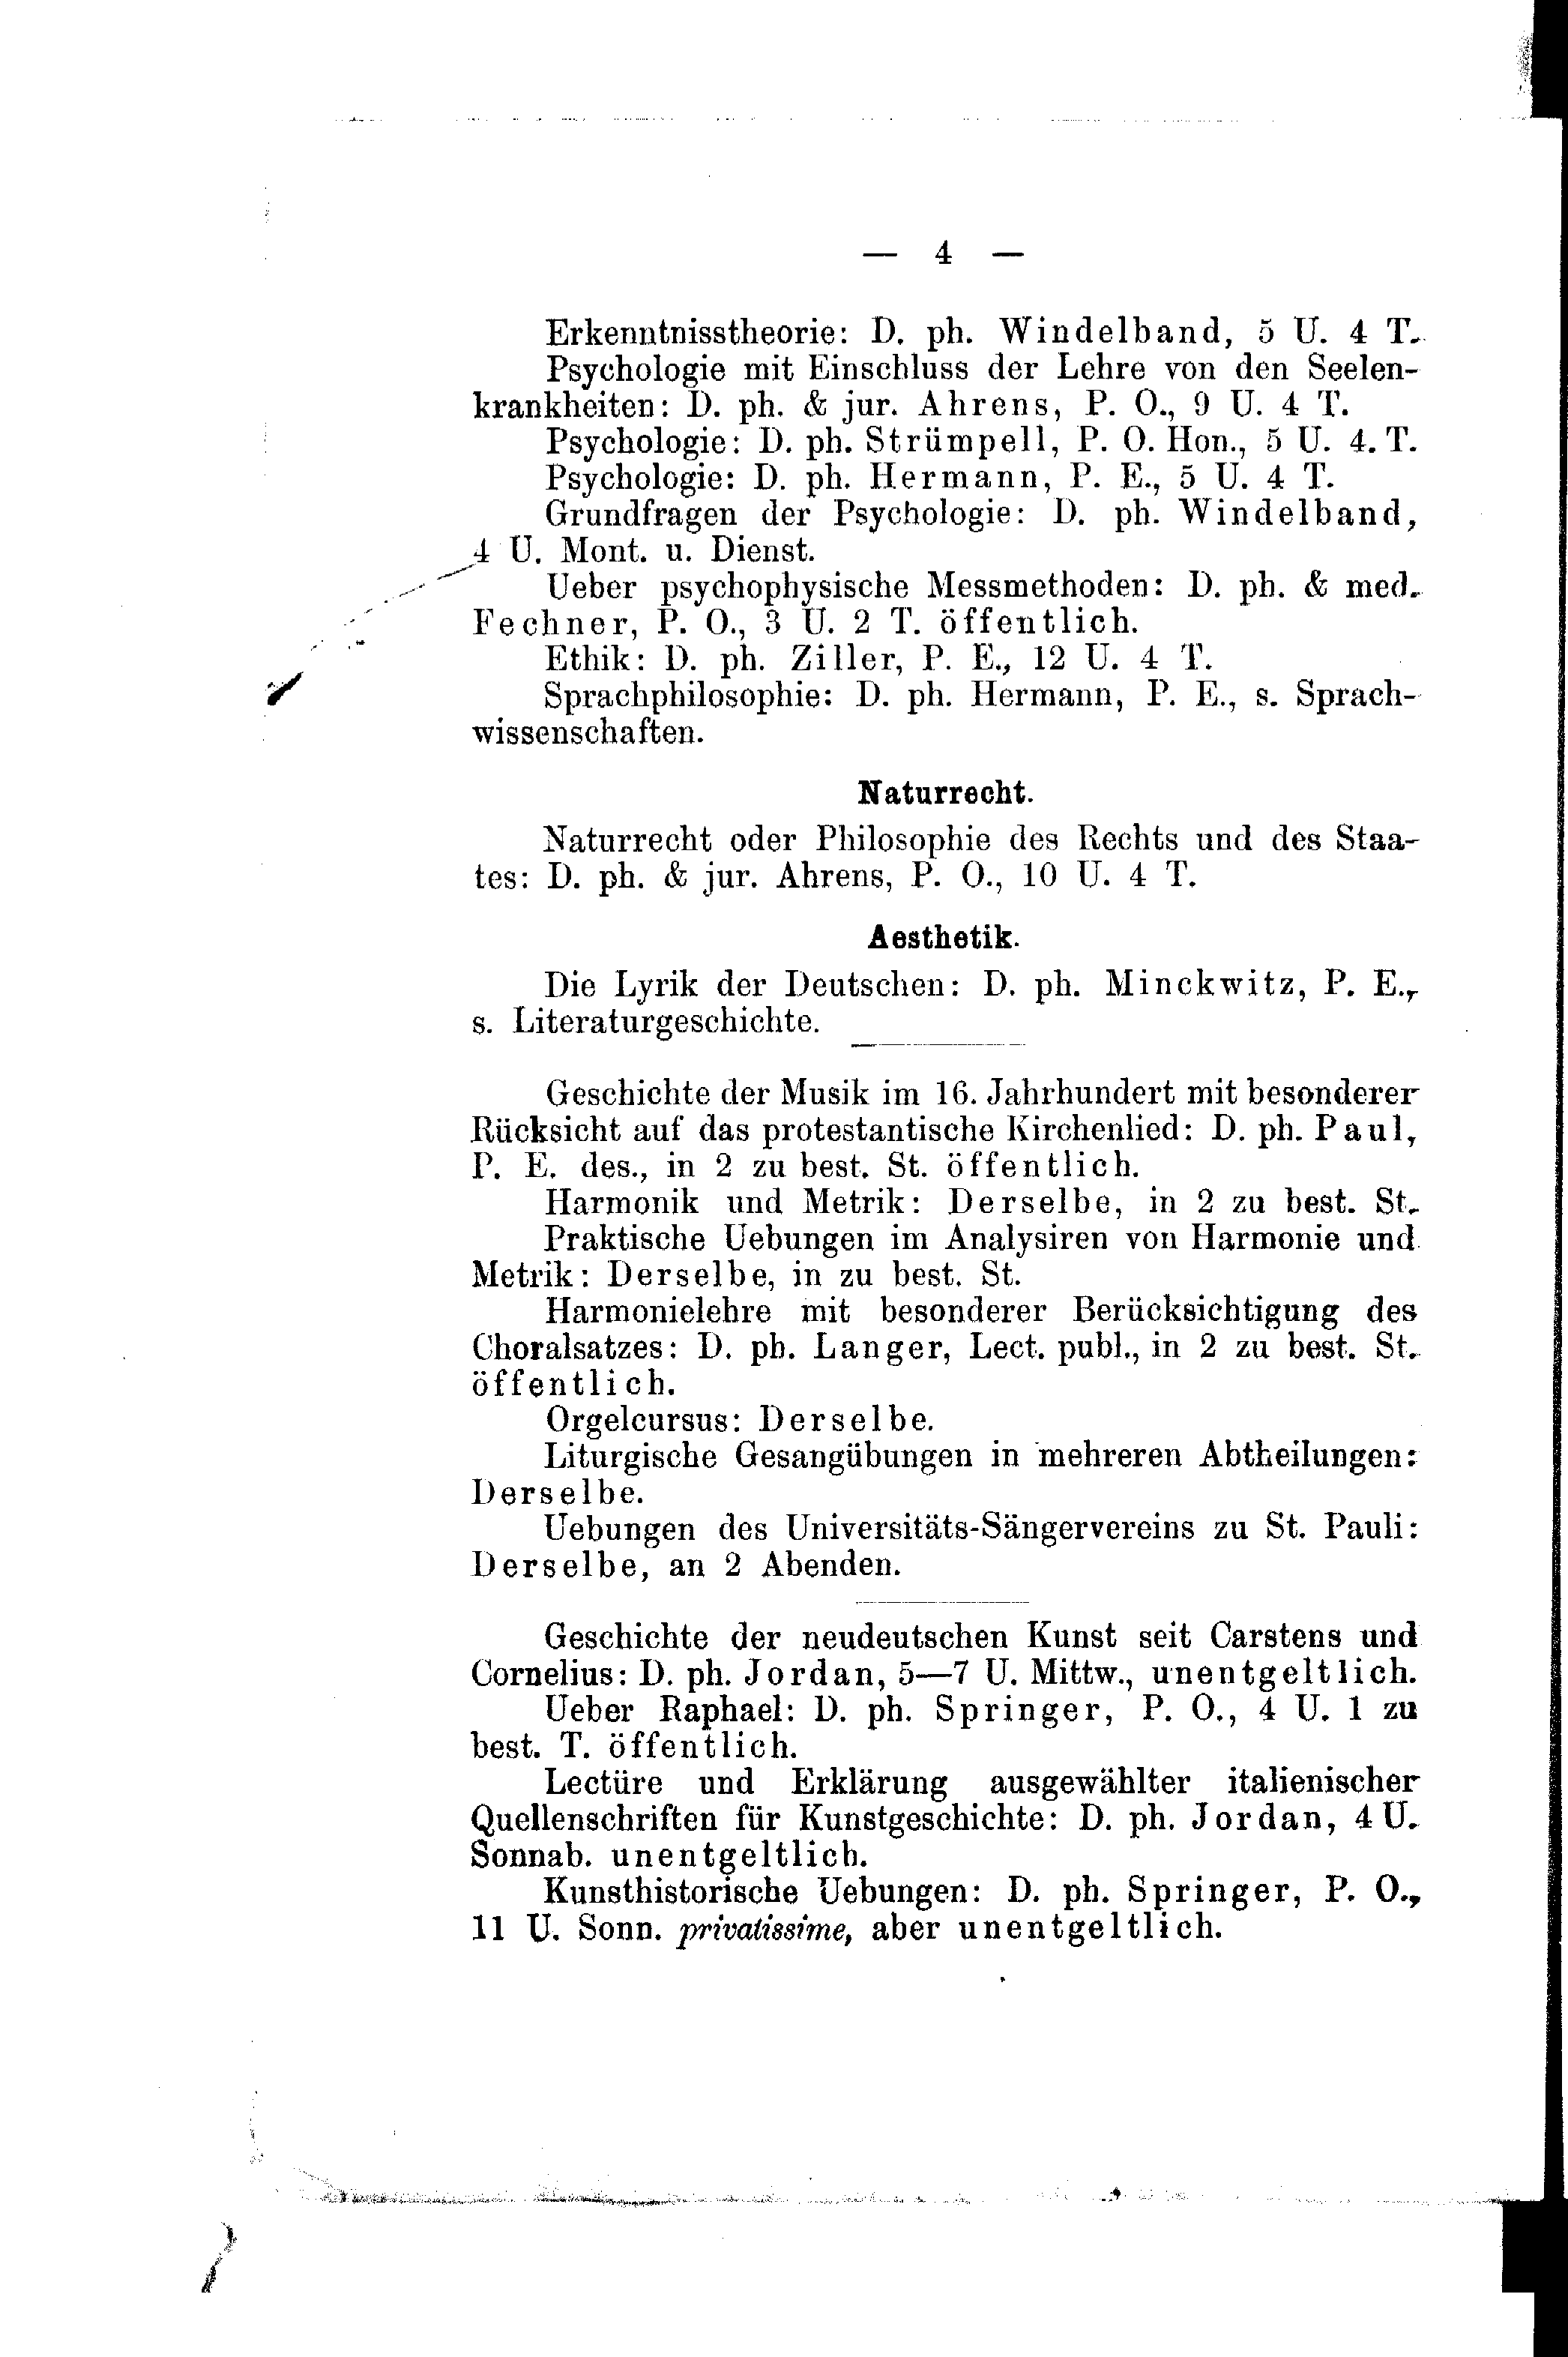 — 4 —
Erkenntnisstheorie: D. ph. Windelband, 5 U. 4 T.
Psychologie mit Einschluss der Lehre von den Seelen-
krankheiten: D. ph. & jur. Ahrens, P. O., 9 U. 4 T.
Psychologie: D. ph. Strümpell, P. O. Hon., 5 U. 4. T.
Psychologie: D. ph. Hermann, P. E., 5 U. 4 T.
Grundfragen der Psychologie: D. ph. Windelband,
4 U. Mont. u. Dienst.
Ueber psychophysische Messmethoden: D. ph. & med.
Fechner, P. O., 3 U. 2 T. öffentlich.
Ethik: D. ph. Ziller, P. E., 12 U. 4 T.
Sprachphilosophie: D. ph. Hermann, P. E., s. Sprach-
wissenschaften.
Naturrecht.
Naturrecht oder Philosophie des Rechts und des Staa-
tes: D. ph. & jur. Ahrens, P. O., 10 U. 4 T.
Aesthetik.
Die Lyrik der Deutschen: D. ph. Minckwitz, P. E.,
s. Literaturgeschichte.
Geschichte der Musik im 16. Jahrhundert mit besonderer
Rücksicht auf das protestantische Kirchenlied: D. ph. Paul,
P. E. des., in 2 zu best. St. öffentlich.
Harmonik und Metrik: Derselbe, in 2 zu best. St.
Praktische Uebungen im Analysiren von Harmonie und
Metrik: Derselbe, in zu best. St.
Harmonielehre mit besonderer Berücksichtigung des
Choralsatzes: D. ph. Langer, Lect. publ., in 2 zu best. St.
öffentlich.
Orgelcursus: Derselbe.
Liturgische Gesangübungen in mehreren Abtheilungen:
Derselbe.
Uebungen des Universitäts-Sängervereins zu St. Pauli:
Derselbe, an 2 Abenden.
Geschichte der neudeutschen Kunst seit Carstens und
Cornelius: D. ph. Jordan, 5—7 U. Mittw., unentgeltlich.
Ueber Raphael: D. ph. Springer, P. O., 4 U. 1 zu
best. T. öffentlich.
Lectüre und Erklärung ausgewählter italienischer
Quellenschriften für Kunstgeschichte: D. ph. Jordan, 4 U.
Sonnab. unentgeltlich.
Kunsthistorische Uebungen: D. ph. Springer, P. O.,
11 U. Sonn. privatissime, aber unentgeltlich.